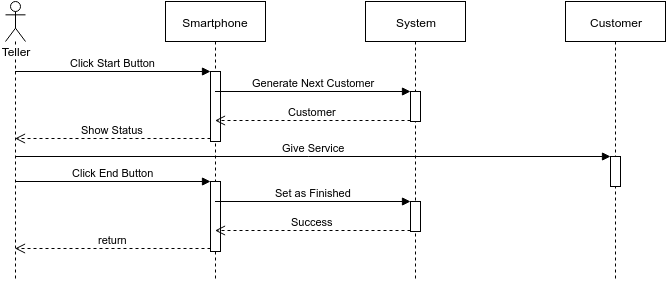 Smartphone
System
Customer
Teller
Click Start Button
Generate Next Customer
Customer
Show Status
Give Service
Click End Button
Set as Finished
Success
return